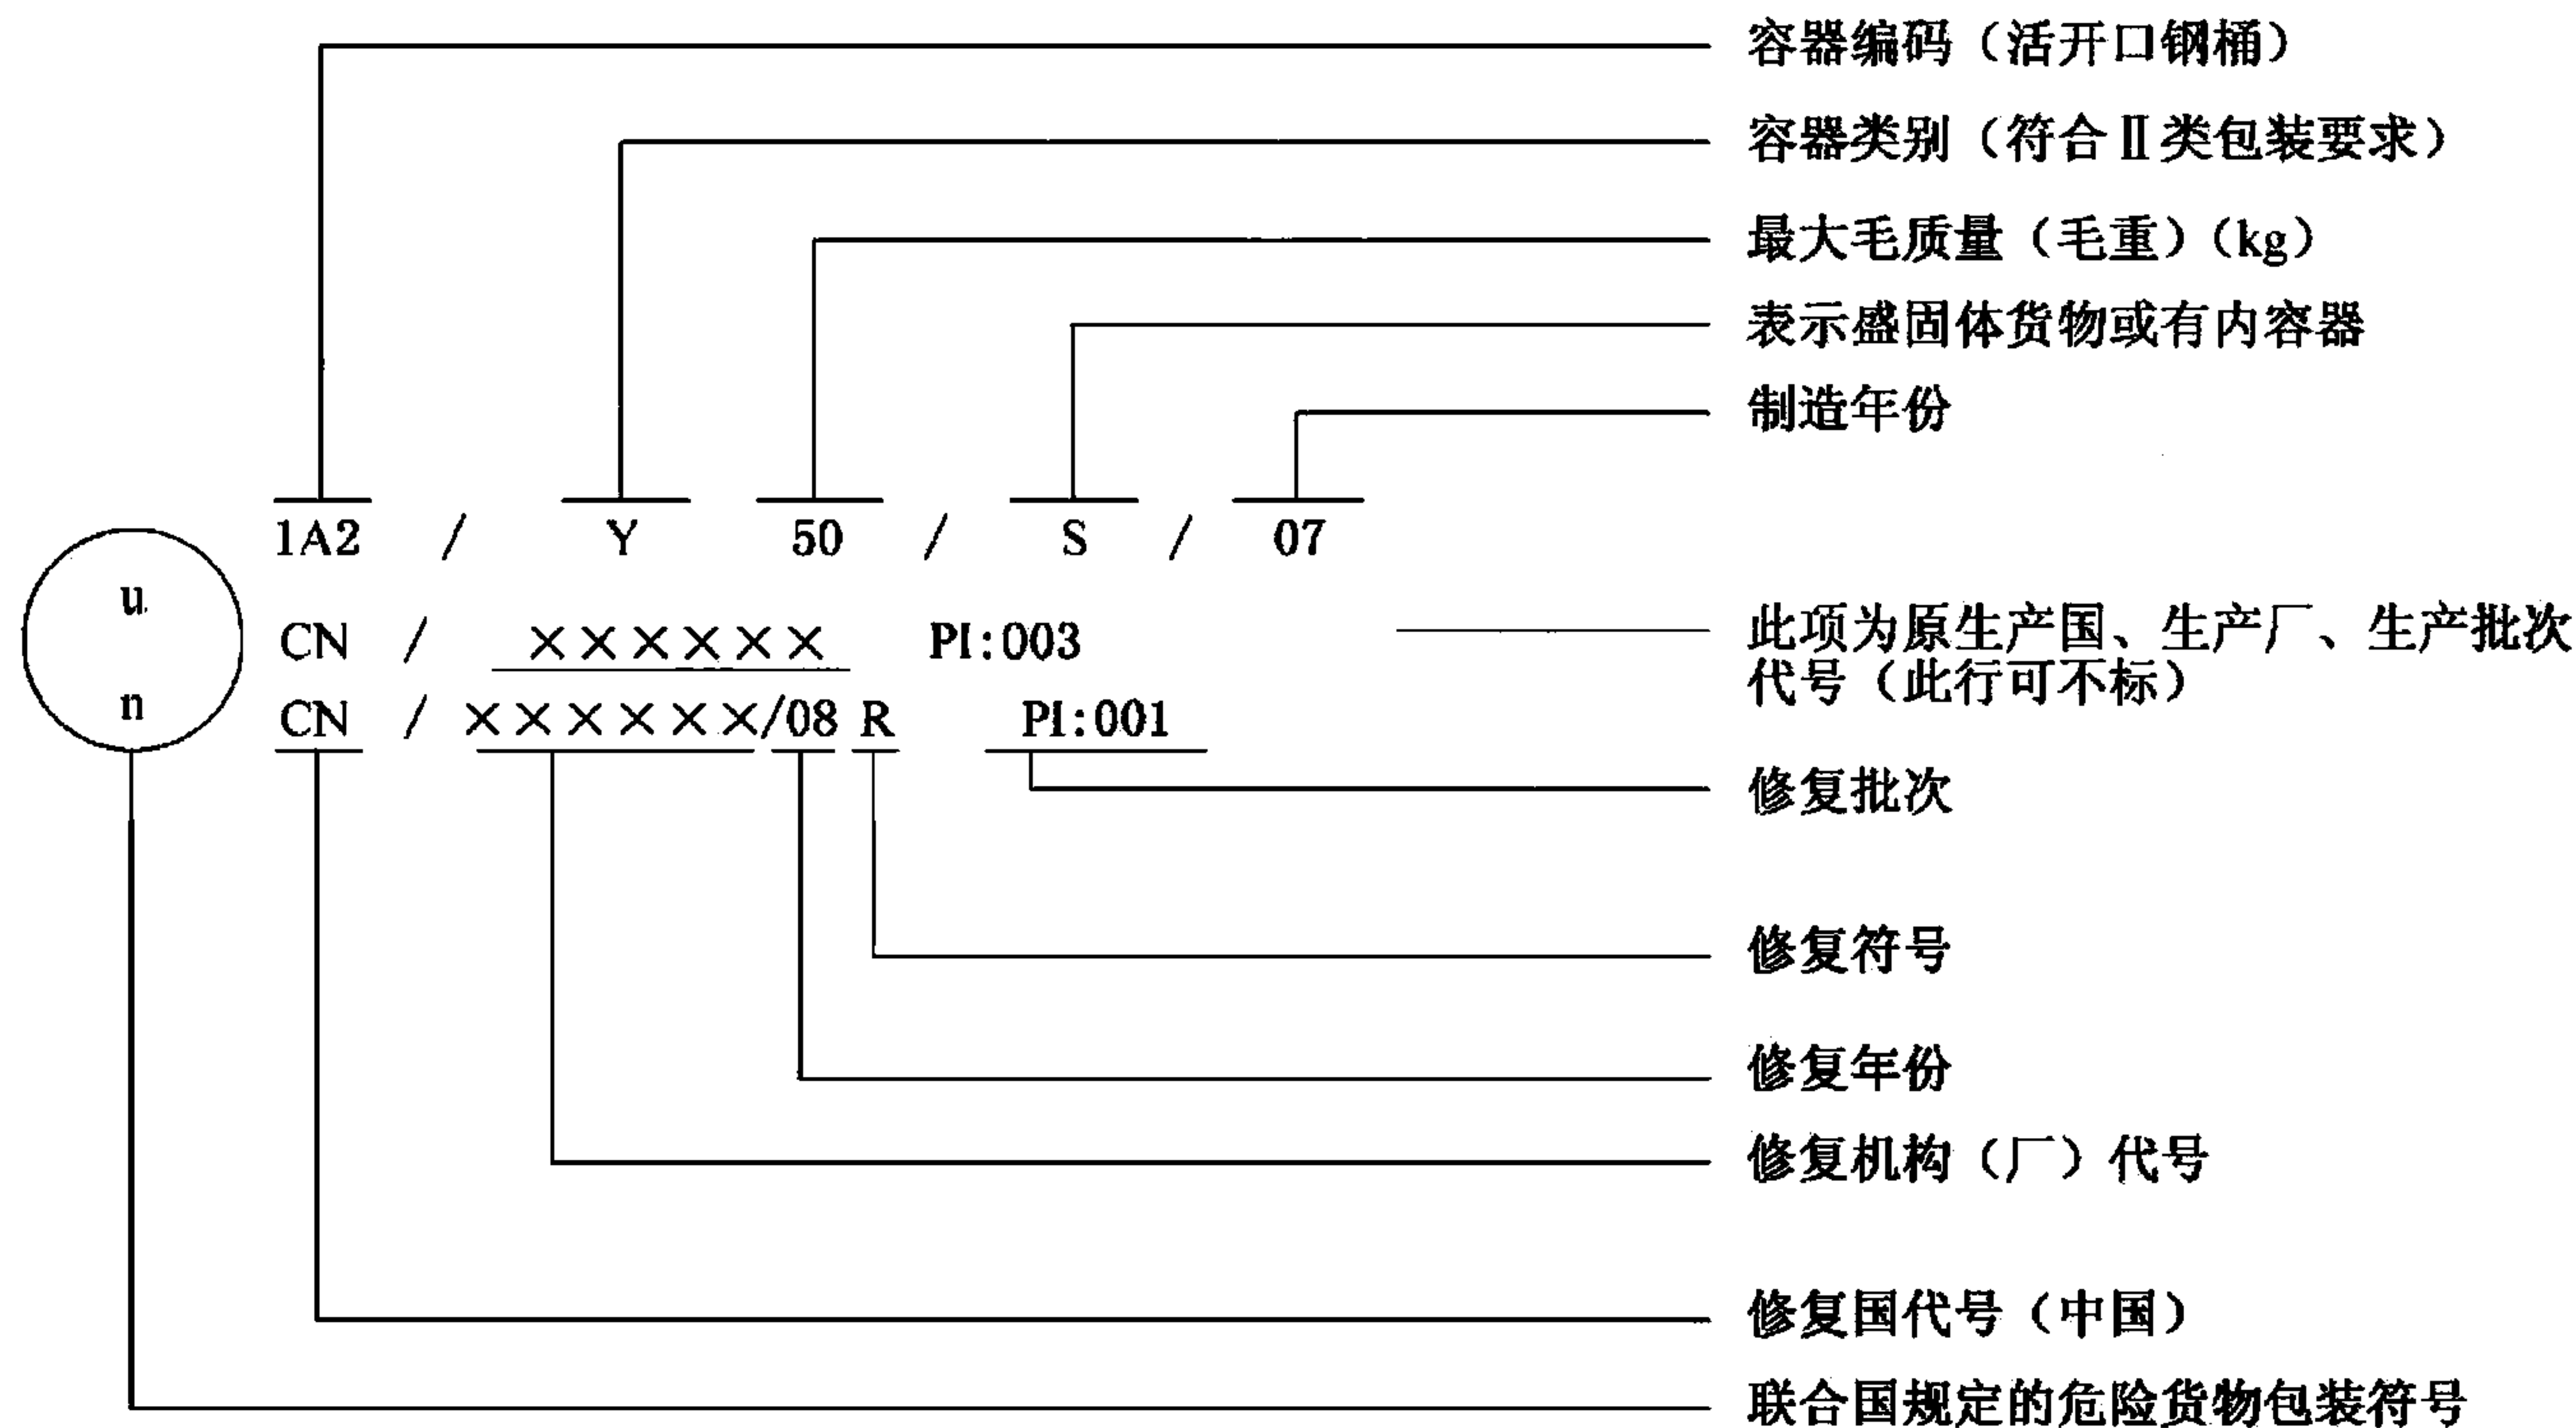 容器编码（活开口钢桶）
容器类别（符合Ⅱ类包装要求）
最大毛质量（毛重）（kg）
表示盛固体货物或有内容器
制造年份
1A2 / Y 50 / S / 07
u
n
CN / ×××××× PI:003
此项为原生产国、生产厂、生产批次
代号（此行可不标）
CN / ××××××/08 R PI:001
修复批次
修复符号
修复年份
修复机构（厂）代号
修复国代号（中国）
联合国规定的危险货物包装符号